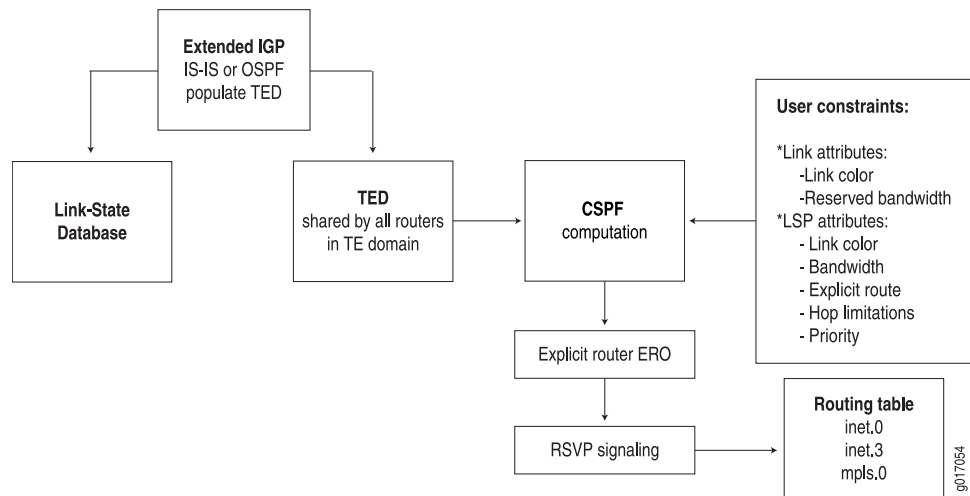 Extended IGP
IS-IS or OSPF
populate TED
Link-State
Database
TED
shared by all routers
in TE domain
CSPF
computation
User constraints:
*Link attributes:
-Link color
-Reserved bandwidth
*LSP attributes:
- Link color
- Bandwidth
- Explicit route
- Hop limitations
- Priority
Explicit router ERO
RSVP signaling
Routing table
inet.0
inet.3
mpls.0
g017054